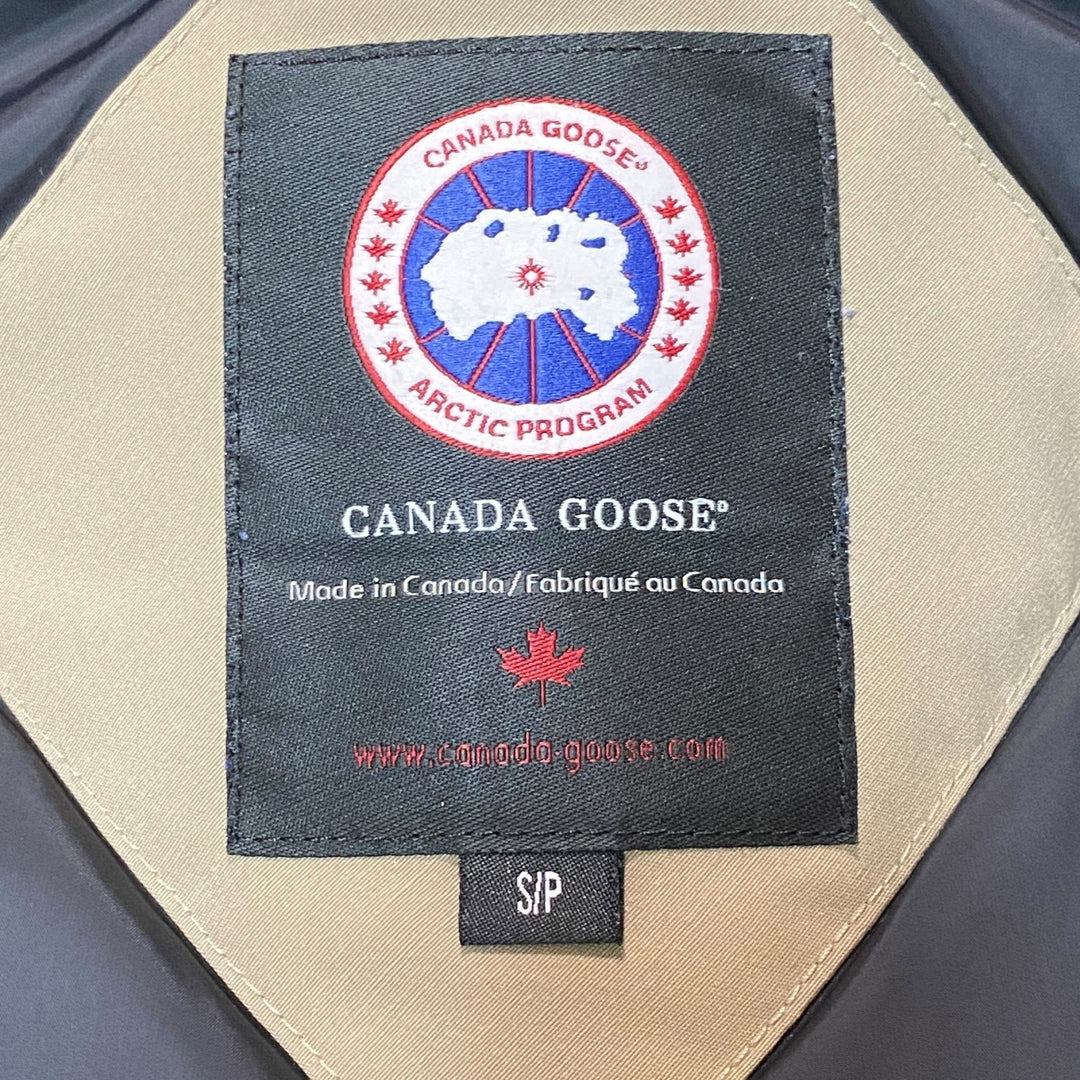 CANADA GOOSE®
ARCTIC PROGRAM
CANADA GOOSE®
Made in Canada/Fabriqué au Canada
www.canada-goose.com
S/P